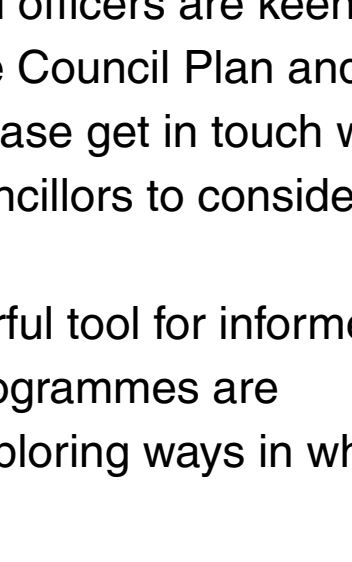 officers are keen
Council Plan and
ase get in touch w
ncillors to conside
rful tool for informe
ogrammes are
ploring ways in wh